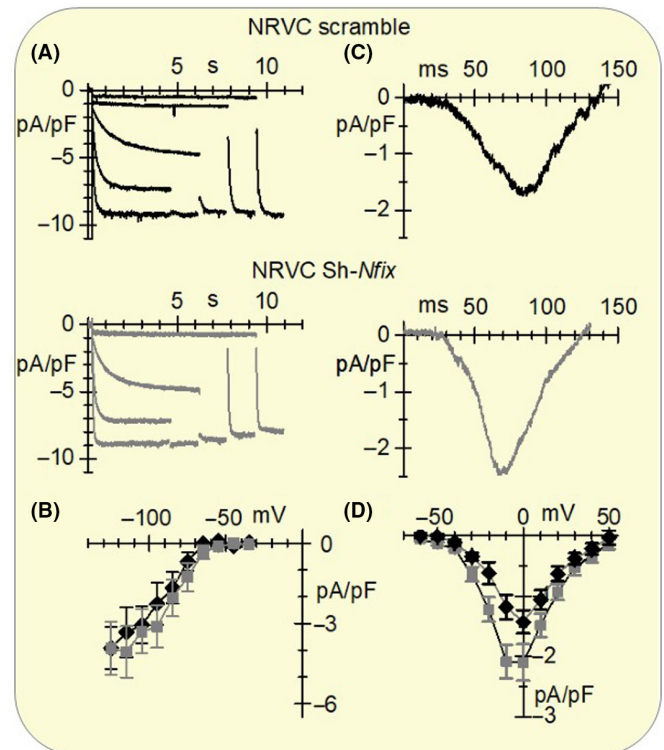 NRVC scramble
(A)
5 s 10
0
pA/pF
−5
−10
(C)
ms 50 100 150
0
pA/pF
−1
−2
NRVC Sh-Nfix
5 s 10
0
pA/pF
−5
−10
ms 50 100 150
0
pA/pF
−1
−2
(B)
−100 −50 mV
0
pA/pF
−3
−6
(D)
−50 0 mV 50
−2
pA/pF
−3